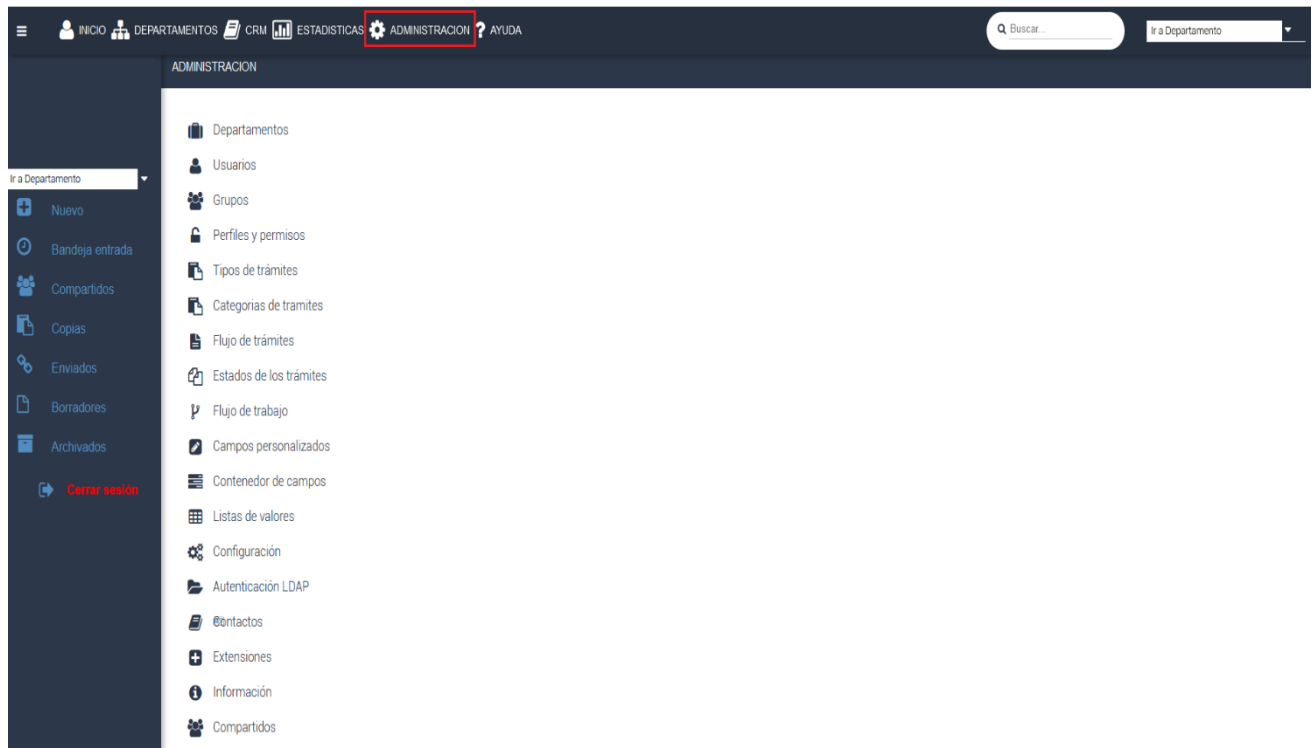 INICIO DEPARTAMENTOS CRM ESTADISTICAS ADMINISTRACION ? AYUDA Buscar... Ir a Departamento
ADMINISTRACION
Ir a Departamento
Nuevo
Bandeja entrada
Compartidos
Copias
Enviados
Borradores
Archivados
Cerrar sesión
Departamentos
Usuarios
Grupos
Perfiles y permisos
Tipos de trámites
Categorias de tramites
Flujo de trámites
Estados de los trámites
Flujo de trabajo
Campos personalizados
Contenedor de campos
Listas de valores
Configuración
Autenticación LDAP
Contactos
Extensiones
Información
Compartidos